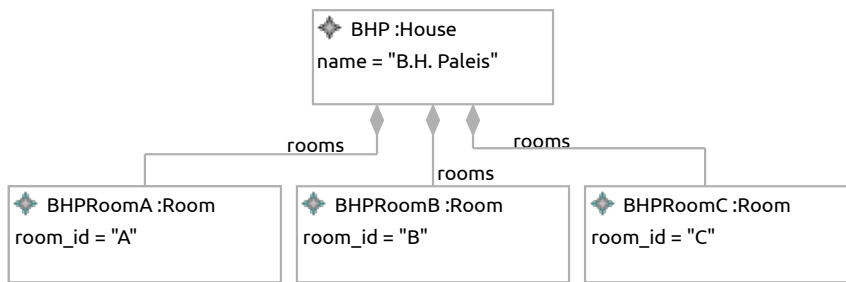 BHP :House
name = "B.H. Paleis"
rooms
rooms
rooms
BHPRoomA :Room
room_id = "A"
BHPRoomB :Room
room_id = "B"
BHPRoomC :Room
room_id = "C"